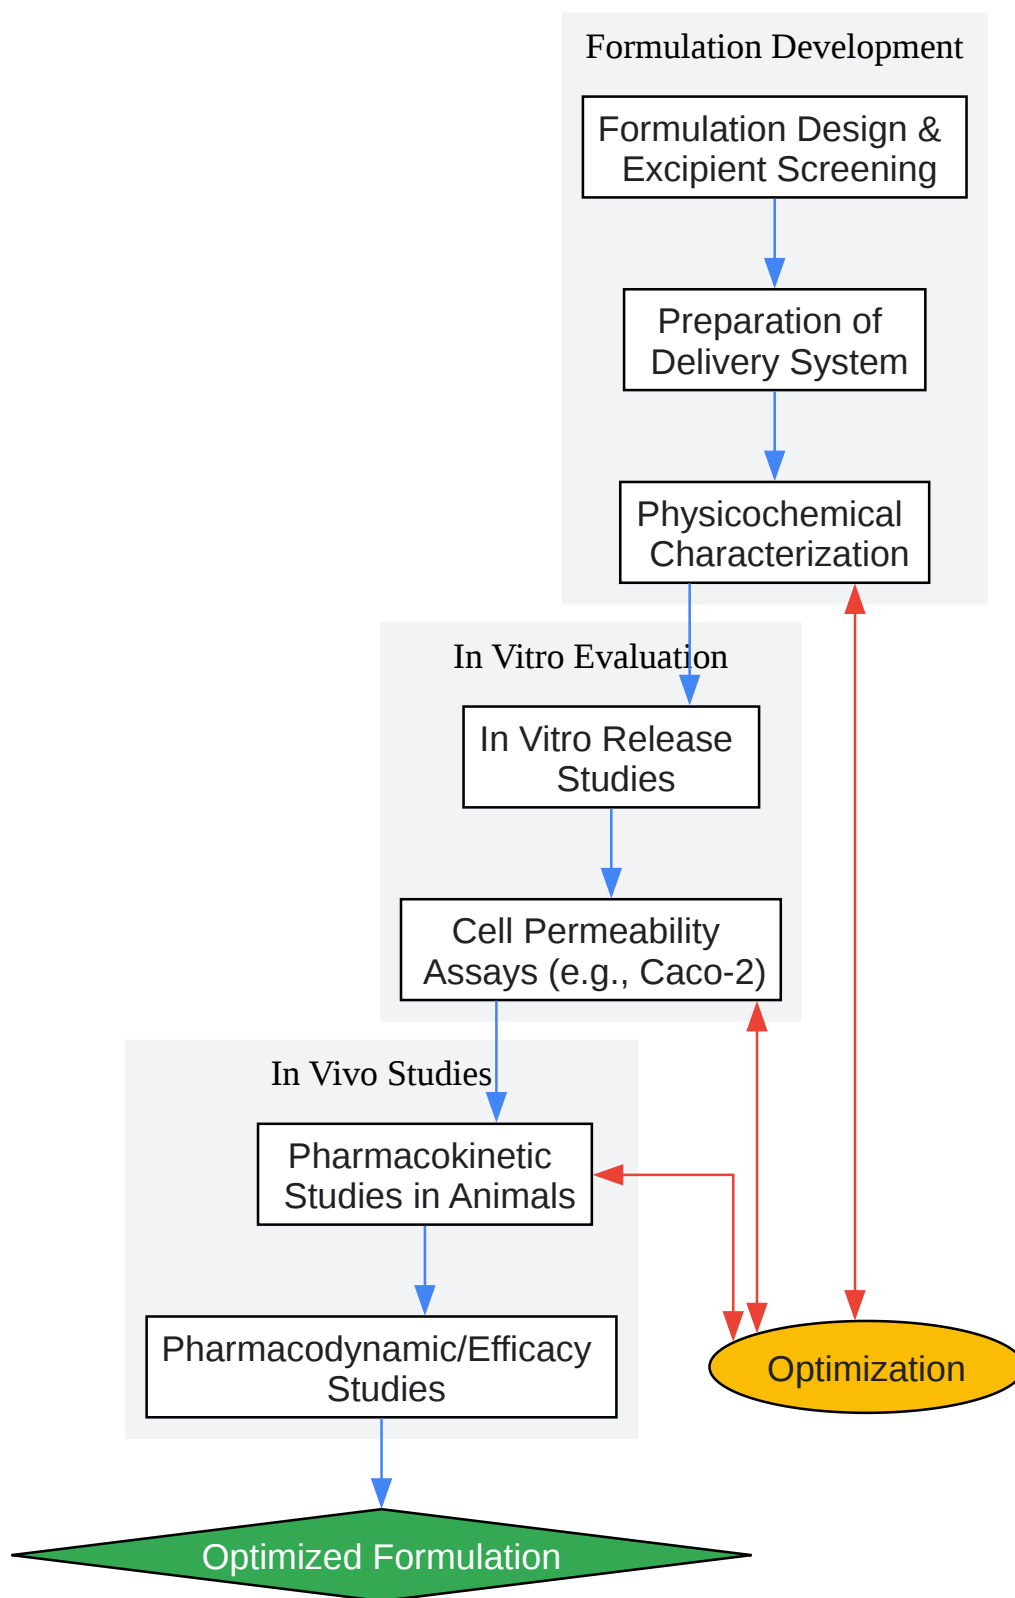 Formulation Development
Formulation Design &
Excipient Screening
Preparation of
Delivery System
Physicochemical
Characterization
In Vitro Evaluation
In Vitro Release
Studies
Cell Permeability
Assays (e.g., Caco-2)
In Vivo Studies
Pharmacokinetic
Studies in Animals
Pharmacodynamic/Efficacy
Studies
Optimization
Optimized Formulation